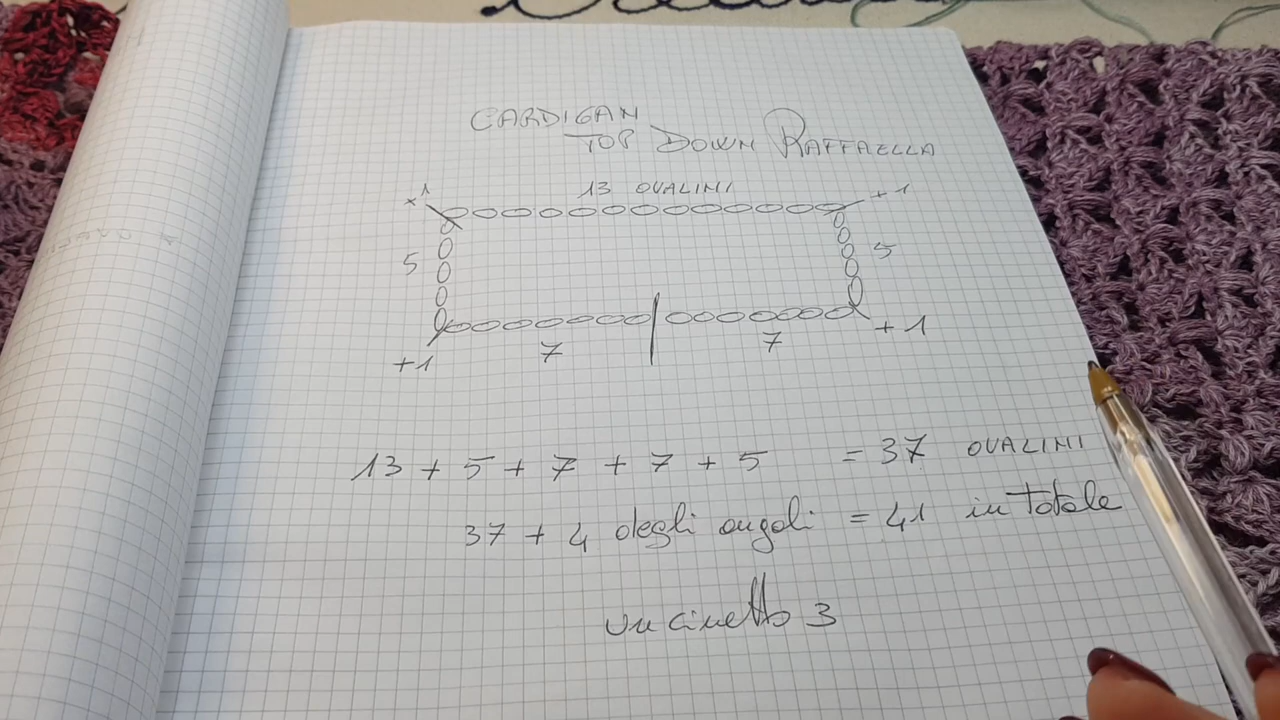 CARDIGAN
TOP DOWN RAFFAELLA
+1 13 OVALINI +1
5 5
+1 7 7 +1
13 + 5 + 7 + 7 + 5 = 37 OVALINI
37 + 4 degli angoli = 41 in totale
uncinetto 3